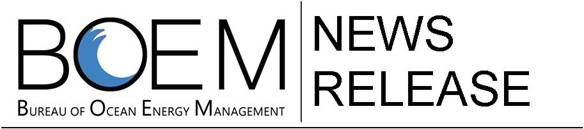 BOEM
BUREAU OF OCEAN ENERGY MANAGEMENT
NEWS
RELEASE